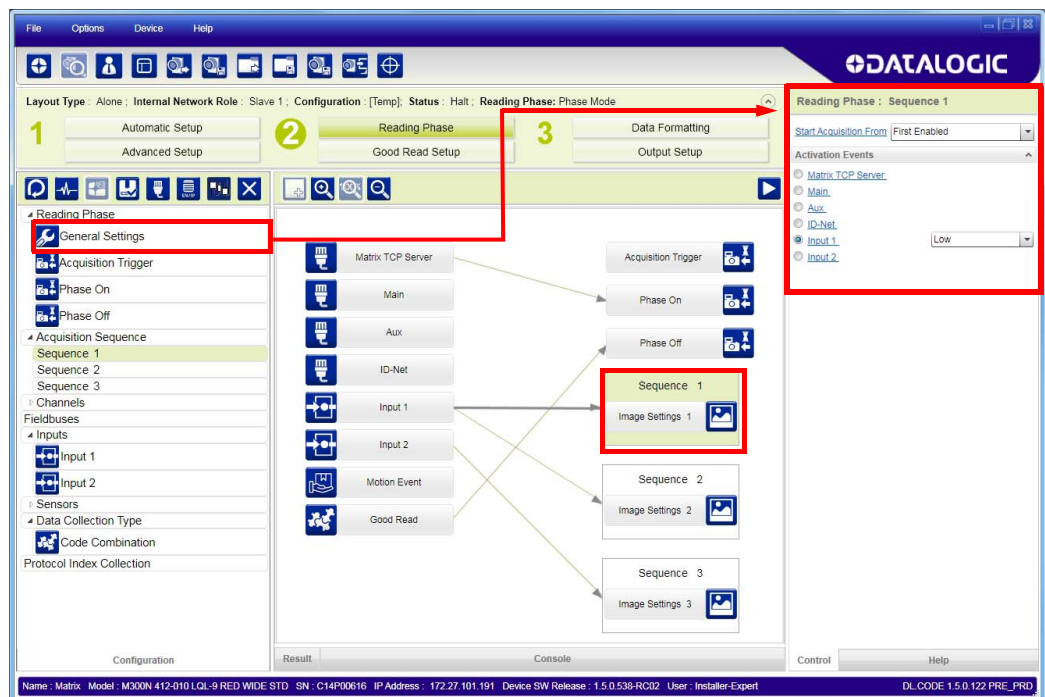 File Options Device Help
DATALOGIC
Layout Type : Alone ; Internal Network Role : Slave 1 ; Configuration : [Temp]; Status : Halt ; Reading Phase: Phase Mode
1 Automatic Setup
Advanced Setup
2 Reading Phase
Good Read Setup
3 Data Formatting
Output Setup
Reading Phase
General Settings
Acquisition Trigger
Phase On
Phase Off
Acquisition Sequence
Sequence 1
Sequence 2
Sequence 3
Channels
Fieldbuses
Inputs
Input 1
Input 2
Sensors
Data Collection Type
Code Combination
Protocol Index Collection
Configuration
Matrix TCP Server
Main
Aux
ID-Net
Input 1
Input 2
Motion Event
Good Read
Acquisition Trigger
Phase On
Phase Off
Sequence 1
Image Settings 1
Sequence 2
Image Settings 2
Sequence 3
Image Settings 3
Result Console
Reading Phase : Sequence 1
Start Acquisition From First Enabled
Activation Events
Matrix TCP Server
Main
Aux
ID-Net
Input 1 Low
Input 2
Control Help
Name : Matrix Model : M300N 412-010 LQL-9 RED WIDE STD SN : C14P00616 IP Address : 172.27.101.191 Device SW Release : 1.5.0.538-RC02 User : Installer-Expert DL.CODE 1.5.0.122 PRE_PRD